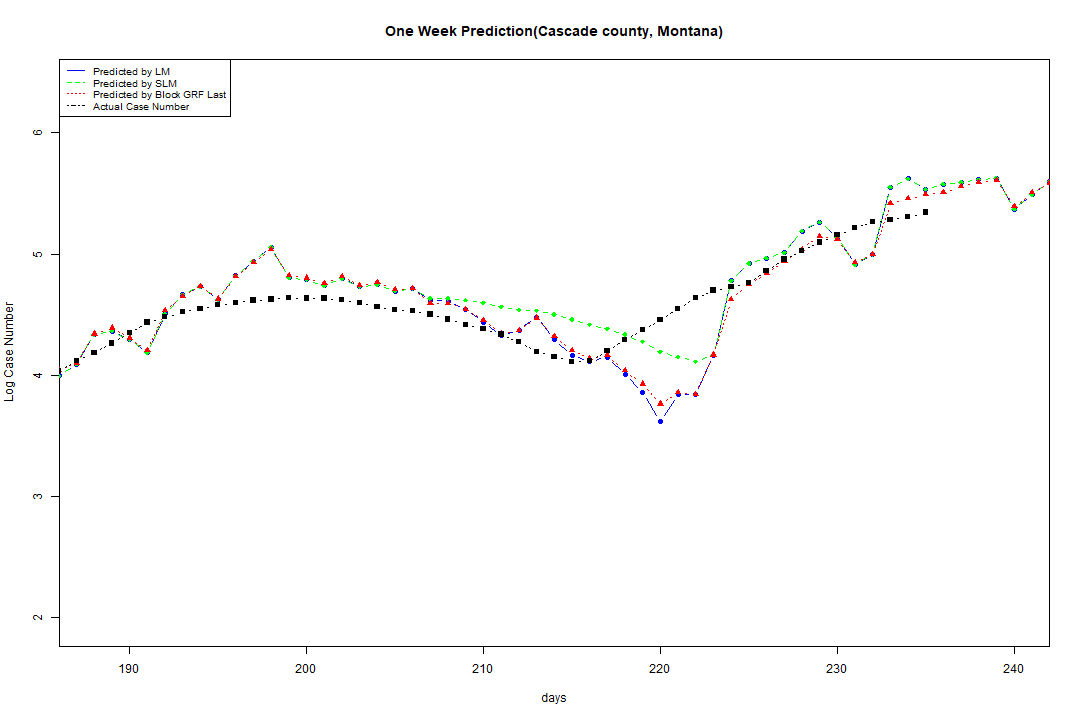 One Week Prediction(Cascade county, Montana)
Predicted by LM
Predicted by SLM
Predicted by Block GRF Last
Actual Case Number
6
5
4
3
2
Log Case Number
190 200 210 220 230 240
days